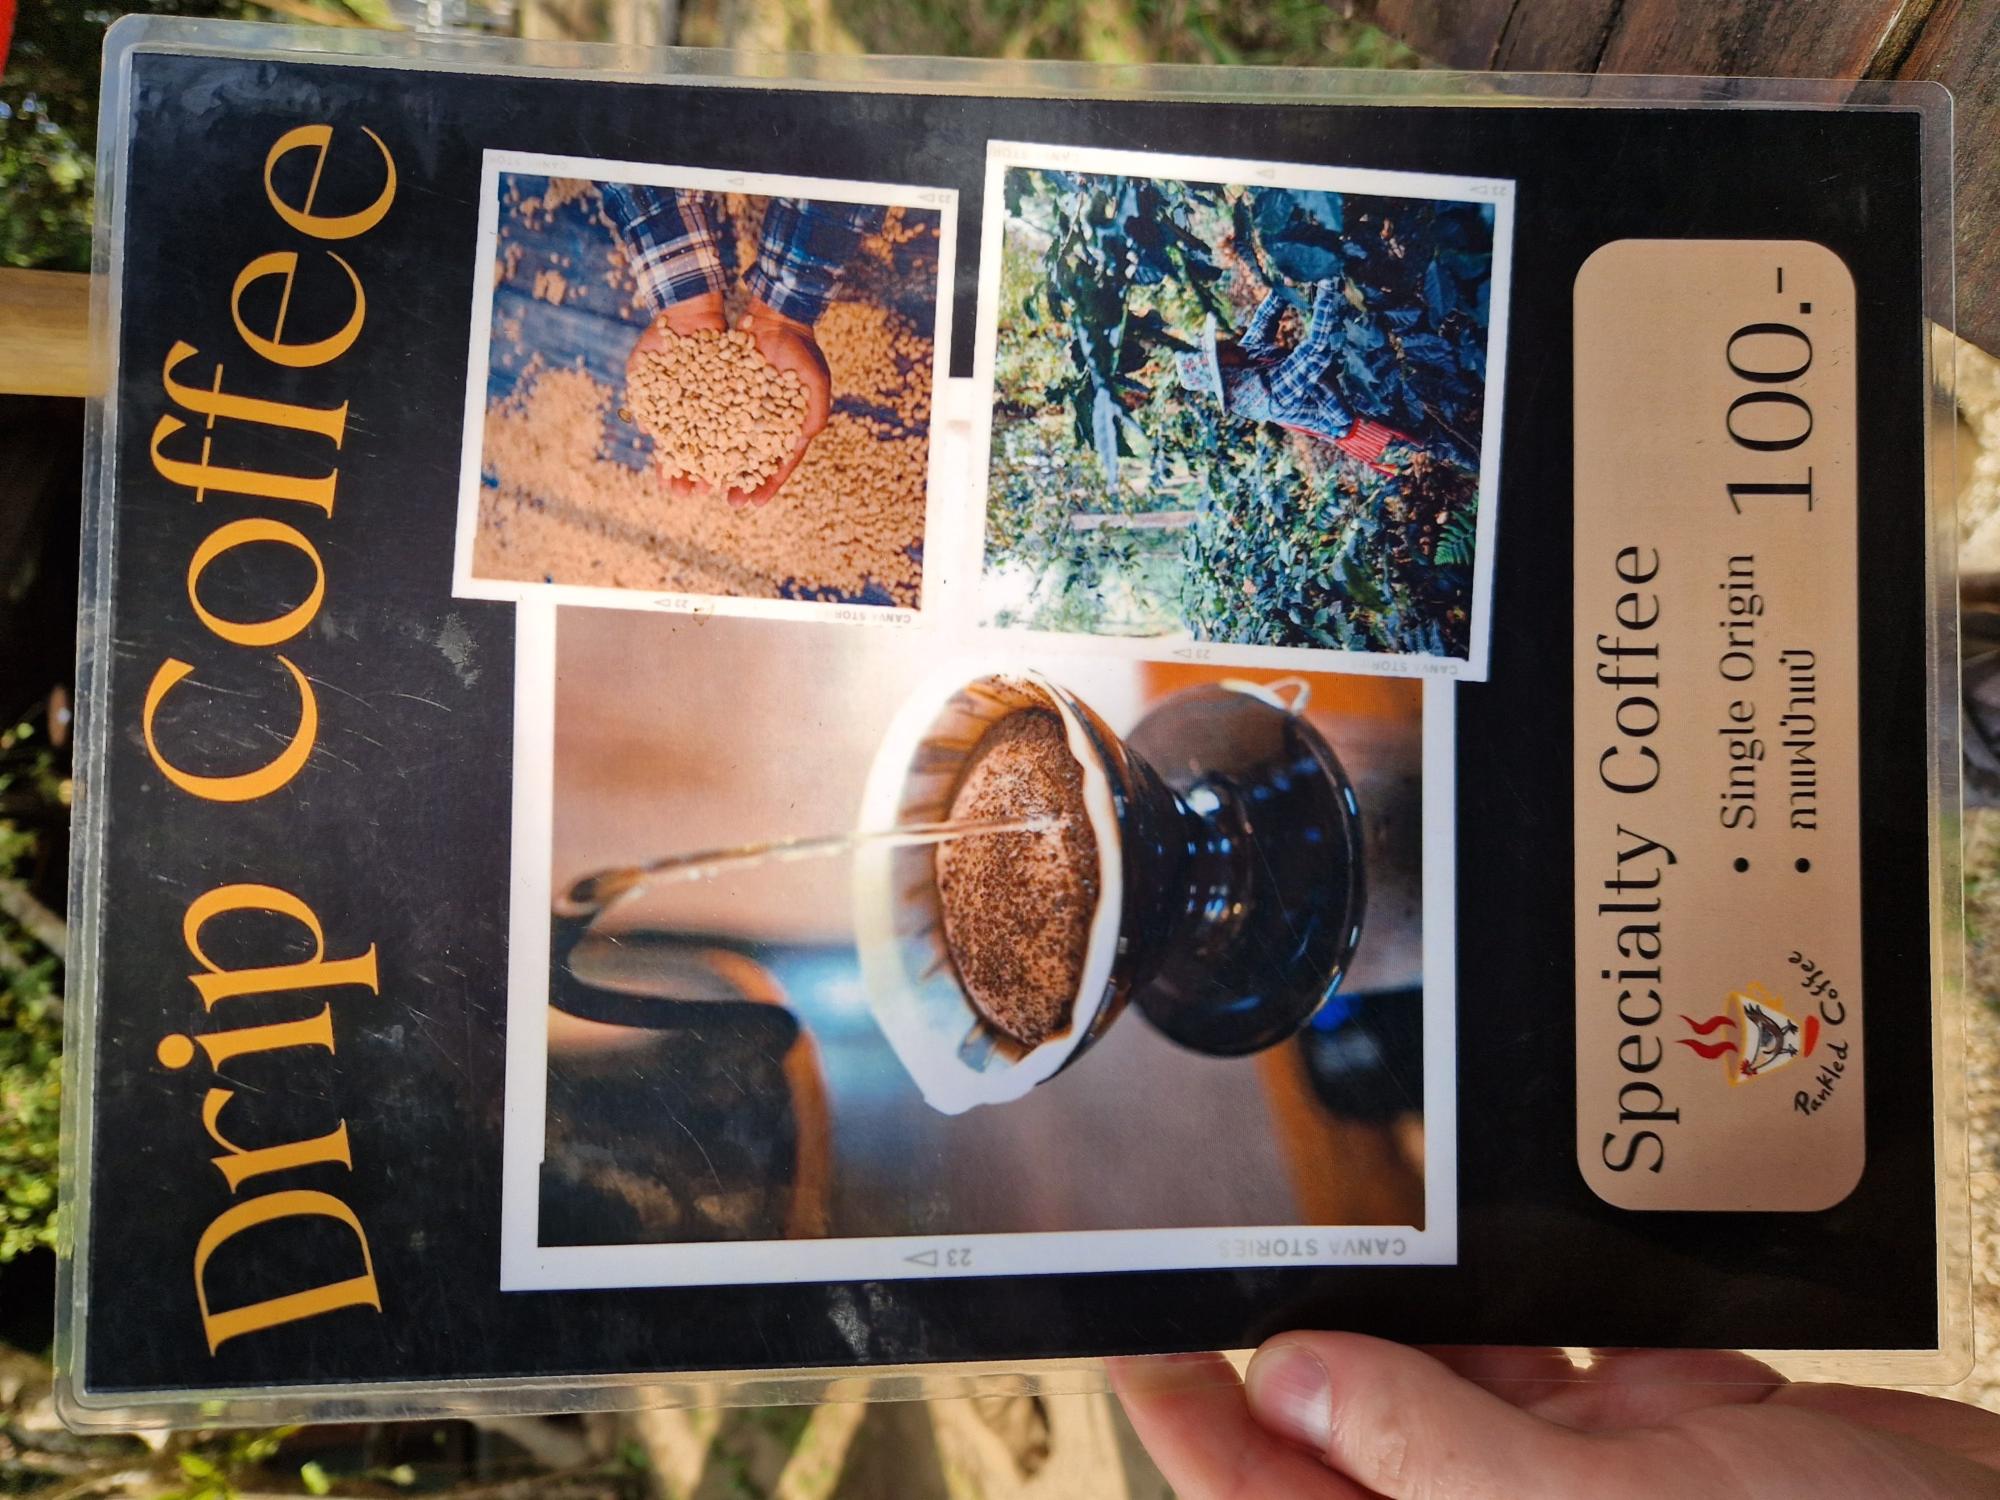 Drip Coffee
CANVA STORIES
23
CANVA STORIES
23
CANVA STORIES
23
Specialty Coffee
• Single Origin
• กาแฟป่าแป๋
100.-
Pankled Coffee